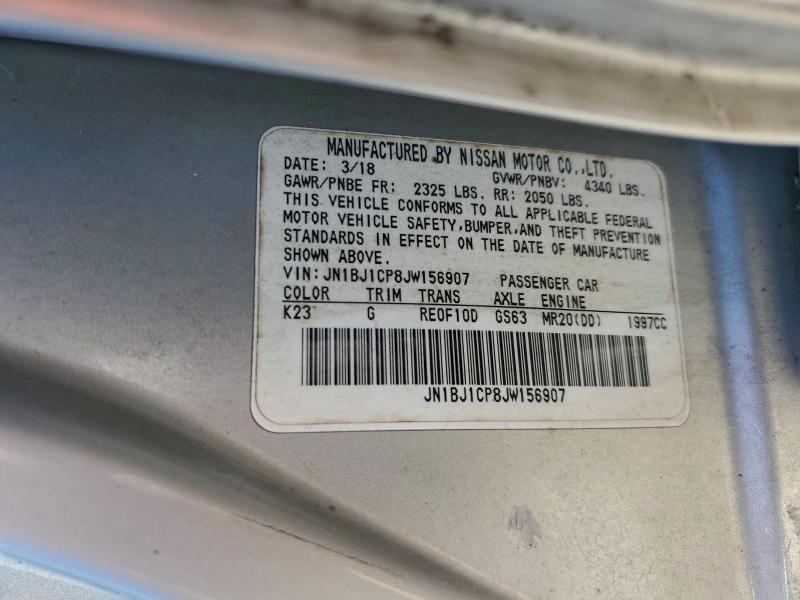 MANUFACTURED BY NISSAN MOTOR CO.,LTD.
DATE: 3/18 GVWR/PNBV: 4340 LBS.
GAWR/PNBE FR: 2325 LBS. RR: 2050 LBS.
THIS VEHICLE CONFORMS TO ALL APPLICABLE FEDERAL
MOTOR VEHICLE SAFETY,BUMPER,AND THEFT PREVENTION
STANDARDS IN EFFECT ON THE DATE OF MANUFACTURE
SHOWN ABOVE.
VIN:JN1BJ1CP8JW156907 PASSENGER CAR
COLOR TRIM TRANS AXLE ENGINE
K23 G RE0F10D GS63 MR20(DD) 1997CC
JN1BJ1CP8JW156907